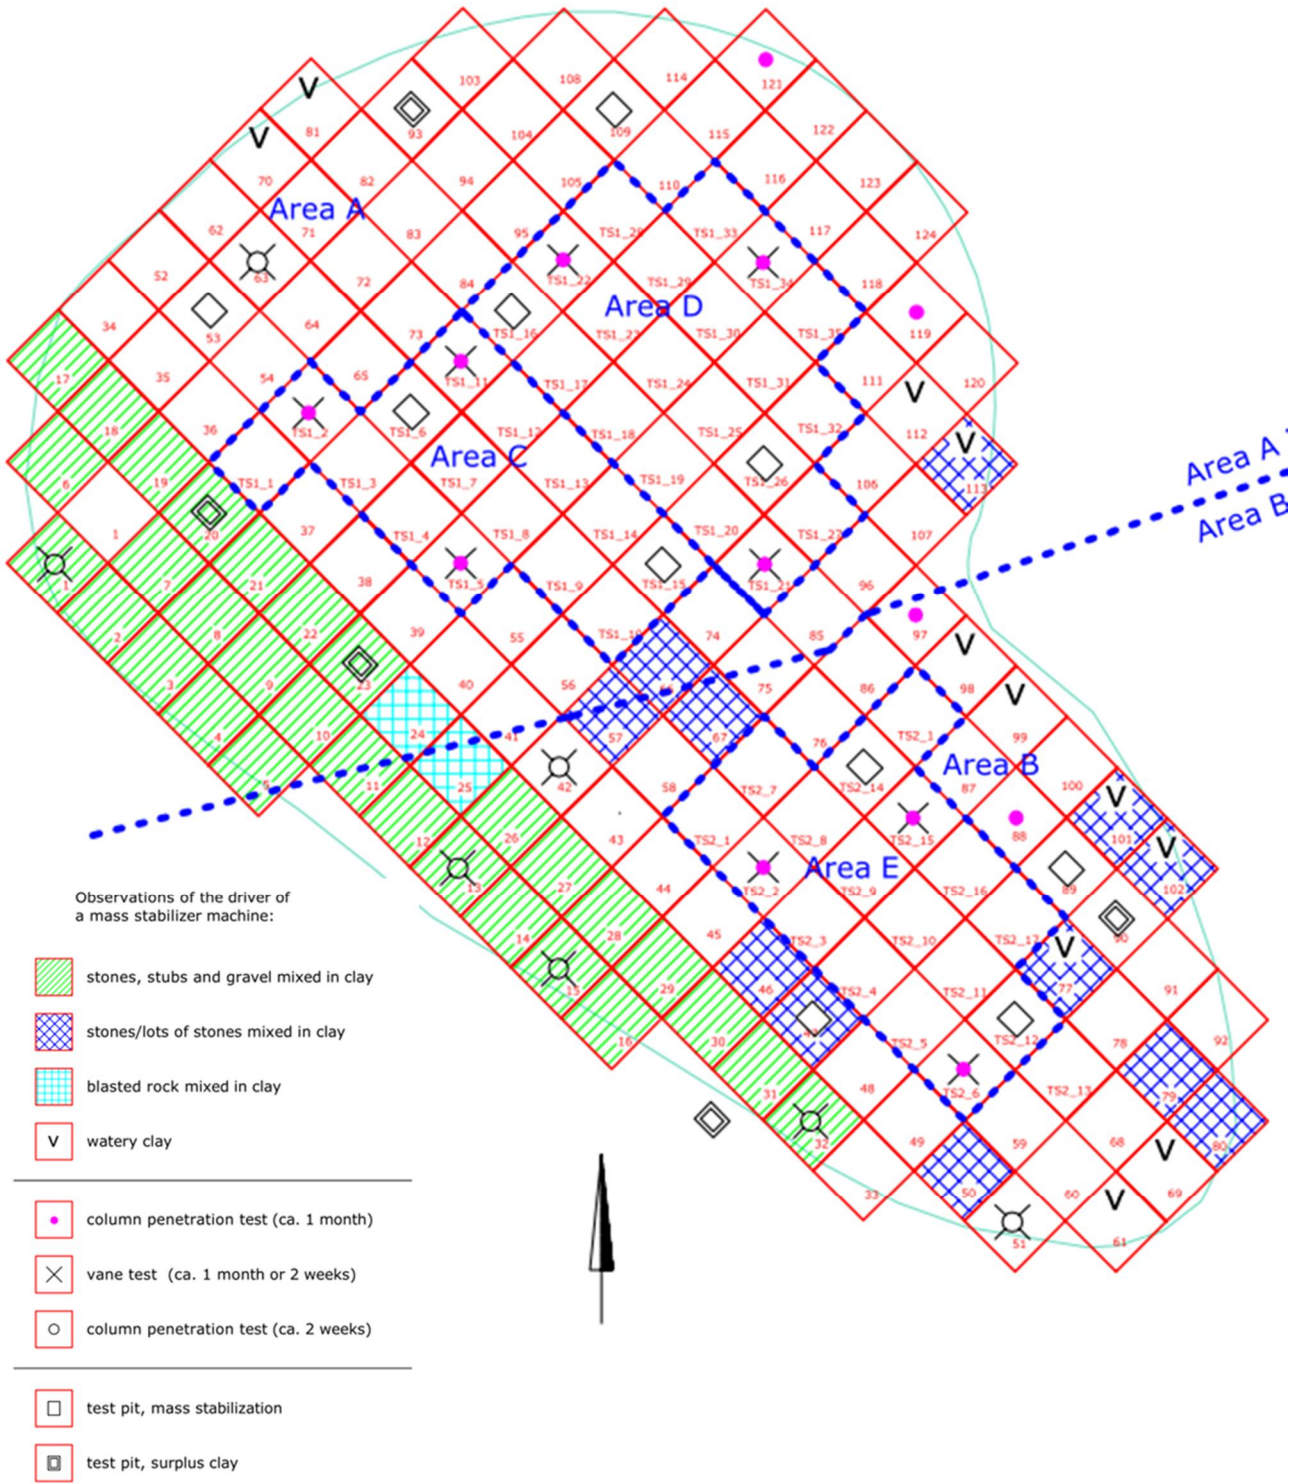 103
108
114
121
81
93
104
109
115
122
70
82
94
105
110
116
123
Area A
62
71
83
95
TS1_28
TS1_33
117
124
52
63
72
84
TS1_22
TS1_29
TS1_34
118
Area D
34
53
64
73
TS1_16
TS1_23
TS1_30
TS1_35
119
17
35
54
65
TS1_11
TS1_17
TS1_24
TS1_31
111
120
18
36
TS1_2
TS1_6
TS1_12
TS1_18
TS1_25
TS1_32
112
Area C
Area A
6
19
TS1_1
TS1_3
TS1_7
TS1_13
TS1_19
106
113
Area B
1
20
37
TS1_4
TS1_8
TS1_14
TS1_20
107
1
7
21
38
TS1_5
TS1_9
TS1_15
TS1_21
96
2
8
22
39
55
74
85
97
3
9
23
40
56
66
75
86
98
4
10
24
41
57
67
76
TS2_1
99
Area B
5
11
25
42
58
TS2_7
TS2_14
87
100
12
26
43
TS2_1
TS2_8
TS2_15
88
101
Area E
13
27
44
TS2_2
TS2_9
TS2_16
89
102
14
28
45
TS2_3
TS2_10
TS2_17
90
15
29
46
TS2_4
TS2_11
77
91
16
30
TS2_5
TS2_12
78
92
31
48
TS2_6
TS2_13
79
32
49
59
68
80
33
50
60
69
51
61
Observations of the driver of
a mass stabilizer machine:
stones, stubs and gravel mixed in clay
stones/lots of stones mixed in clay
blasted rock mixed in clay
V watery clay
column penetration test (ca. 1 month)
vane test (ca. 1 month or 2 weeks)
column penetration test (ca. 2 weeks)
test pit, mass stabilization
test pit, surplus clay